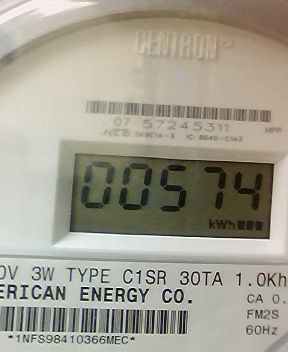 CENTRON
07 57245311
HPP
00574
kWh
0V 3W TYPE C1SR 30TA 1.0Kh
ERICAN ENERGY CO.
CA 0.
FM2S
60Hz
*1NFS98410366MEC*